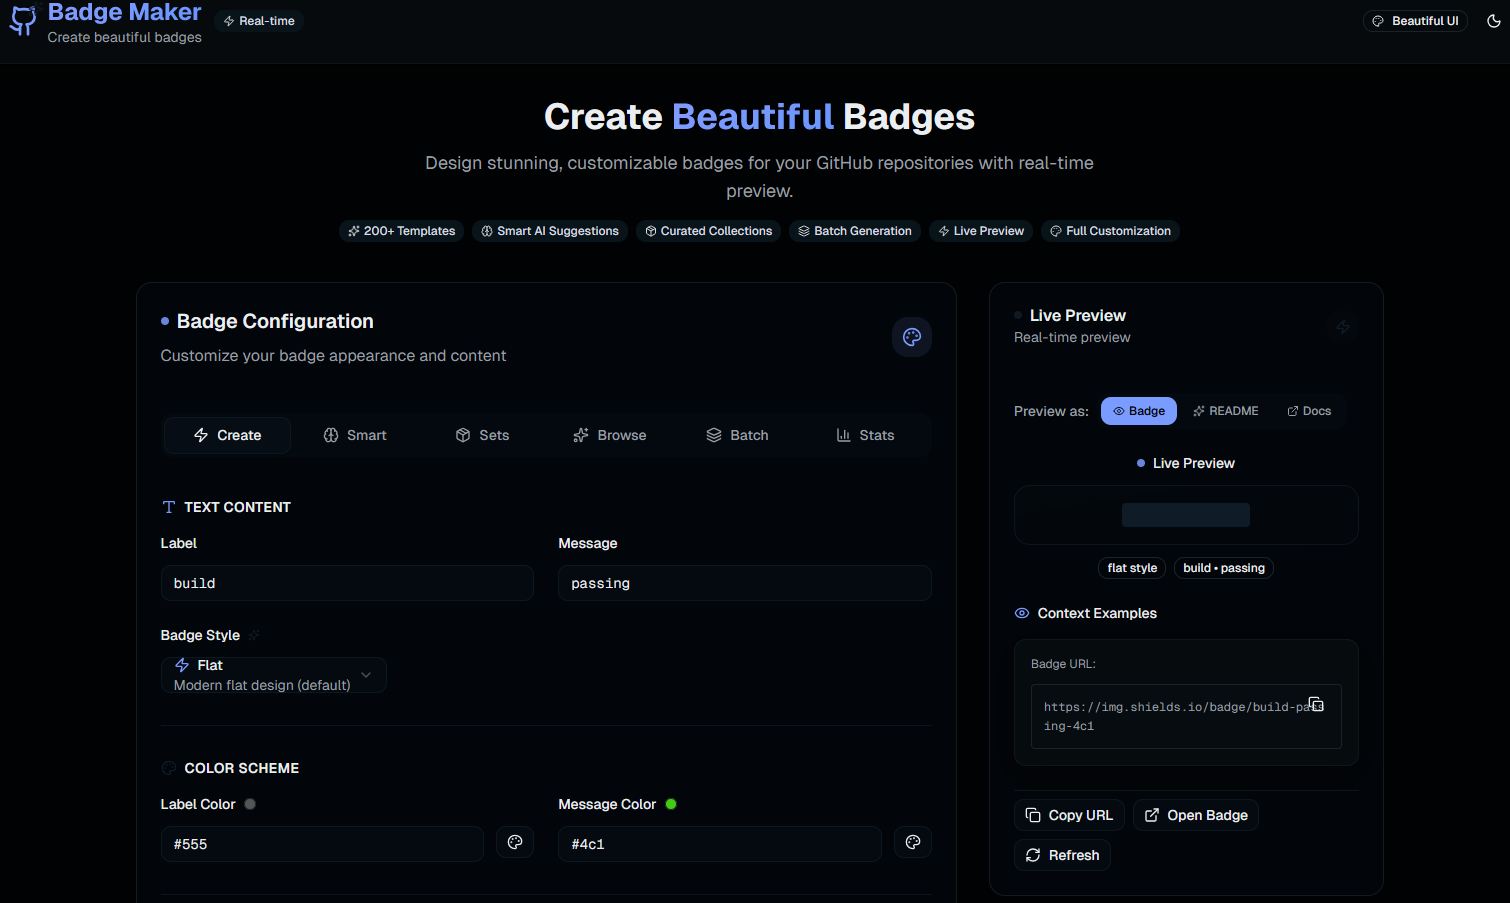 Badge Maker
Create beautiful badges
Real-time
Beautiful UI
Create Beautiful Badges
Design stunning, customizable badges for your GitHub repositories with real-time
preview.
200+ Templates
Smart AI Suggestions
Curated Collections
Batch Generation
Live Preview
Full Customization
Badge Configuration
Customize your badge appearance and content
Create
Smart
Sets
Browse
Batch
Stats
TEXT CONTENT
Label
Message
build
passing
Badge Style
Flat
Modern flat design (default)
COLOR SCHEME
Label Color
Message Color
#555
#4c1
Live Preview
Real-time preview
Preview as:
Badge
README
Docs
Live Preview
flat style
build • passing
Context Examples
Badge URL:
https://img.shields.io/badge/build-pass
ing-4c1
Copy URL
Open Badge
Refresh